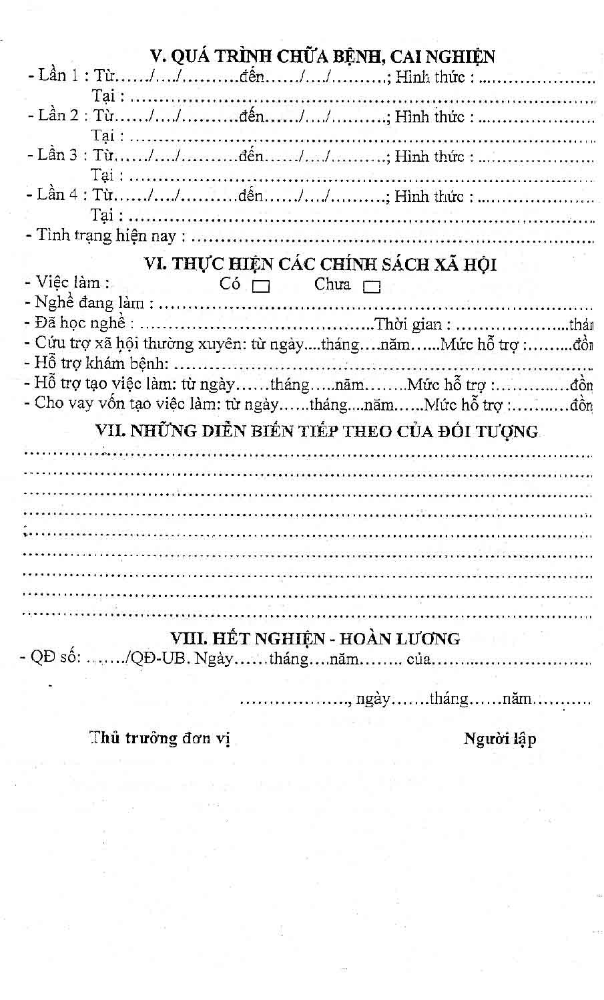 V. QUÁ TRÌNH CHỮA BỆNH, CAI NGHIỆN
- Lần 1 : Từ....../..../..........đến....../..../..........; Hình thức : .....................
Tại : ................................................................................
- Lần 2 : Từ....../..../..........đến....../..../..........; Hình thức : .....................
Tại : ................................................................................
- Lần 3 : Từ....../..../..........đến....../..../..........; Hình thức : .....................
Tại : ................................................................................
- Lần 4 : Từ....../..../..........đến....../..../..........; Hình thức : .....................
Tại : ................................................................................
- Tình trạng hiện nay : .....................................................................
VI. THỰC HIỆN CÁC CHÍNH SÁCH XÃ HỘI
- Việc làm : Có □ Chưa □
- Nghề đang làm : ...........................................................................
- Đã học nghề : ..........................................Thời gian : ....................thán
- Cứu trợ xã hội thường xuyên: từ ngày....tháng....năm......Mức hỗ trợ :...........đồn
- Hỗ trợ khám bệnh: .........................................................................
- Hỗ trợ tạo việc làm: từ ngày......tháng.....năm........Mức hỗ trợ :.............đồn
- Cho vay vốn tạo việc làm: từ ngày......tháng....năm......Mức hỗ trợ :..........đồn
VII. NHỮNG DIỄN BIẾN TIẾP THEO CỦA ĐỐI TƯỢNG
....................................................................................................
....................................................................................................
....................................................................................................
....................................................................................................
....................................................................................................
....................................................................................................
....................................................................................................
....................................................................................................
....................................................................................................
VIII. HẾT NGHIỆN - HOÀN LƯƠNG
- QĐ số: ......./QĐ-UB. Ngày......tháng....năm........ của............................
...................., ngày.......tháng......năm..........
Thủ trưởng đơn vị Người lập